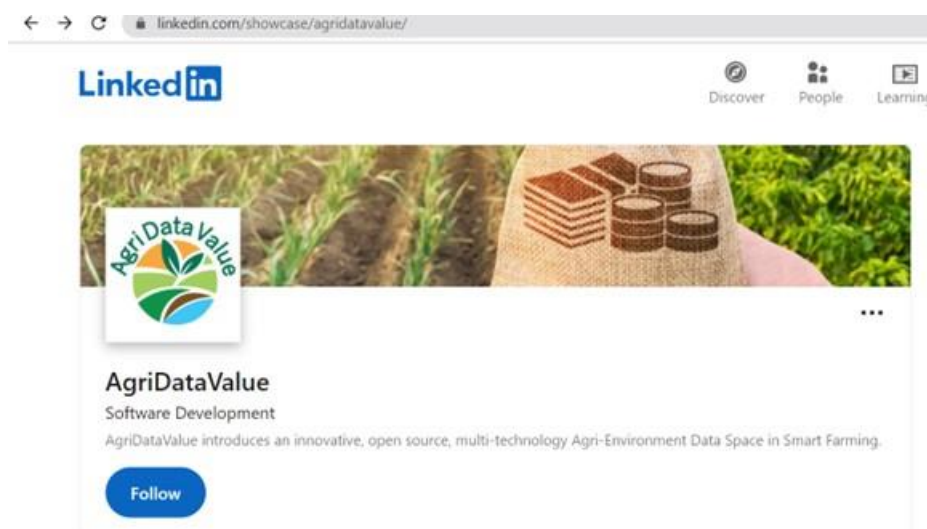 linkedin.com/showcase/agridatavalue/
Linked in
Discover
People
Learning
Agri Data Value
AgriDataValue
Software Development
AgriDataValue introduces an innovative, open source, multi-technology Agri-Environment Data Space in Smart Farming.
Follow